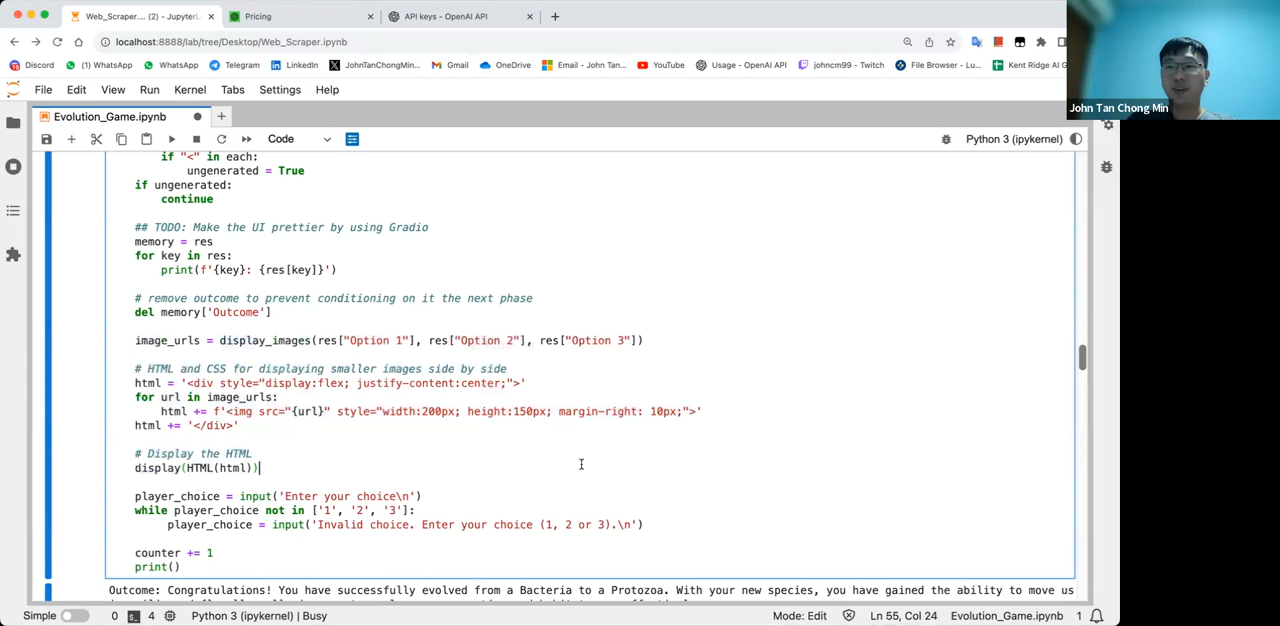 Web_Scraper.... (2) - JupyterL
Pricing
API keys - OpenAI API
localhost:8888/lab/tree/Desktop/Web_Scraper.ipynb
Discord
(1) WhatsApp
WhatsApp
Telegram
LinkedIn
JohnTanChongMin...
Gmail
OneDrive
Email - John Tan...
YouTube
Usage - OpenAI API
johncm99 - Twitch
File Browser - Lu...
Kent Ridge AI G
John Tan Chong Min
File Edit View Run Kernel Tabs Settings Help
Evolution_Game.ipynb
Code
Python 3 (ipykernel)
if "<" in each:
ungenerated = True
if ungenerated:
continue
## TODO: Make the UI prettier by using Gradio
memory = res
for key in res:
print(f'{key}: {res[key]}')
# remove outcome to prevent conditioning on it the next phase
del memory['Outcome']
image_urls = display_images(res["Option 1"], res["Option 2"], res["Option 3"])
# HTML and CSS for displaying smaller images side by side
html = '<div style="display:flex; justify-content:center;">'
for url in image_urls:
html += f'<img src="{url}" style="width:200px; height:150px; margin-right: 10px;">'
html += '</div>'
# Display the HTML
display(HTML(html))
player_choice = input('Enter your choice\n')
while player_choice not in ['1', '2', '3']:
player_choice = input('Invalid choice. Enter your choice (1, 2 or 3).\n')
counter += 1
print()
Outcome: Congratulations! You have successfully evolved from a Bacteria to a Protozoa. With your new species, you have gained the ability to move us
Simple 0 4 Python 3 (ipykernel) | Busy
Mode: Edit Ln 55, Col 24 Evolution_Game.ipynb 1